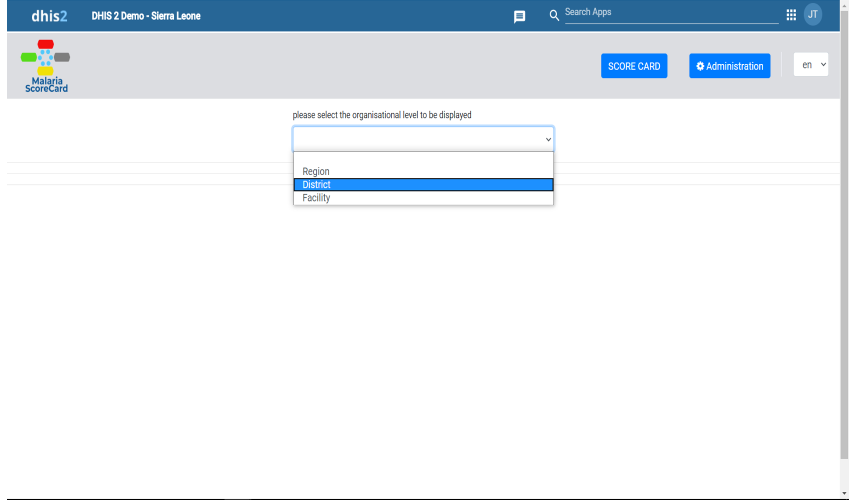 dhis2 DHIS 2 Demo - Sierra Leone Search Apps JT
Malaria
ScoreCard
SCORE CARD Administration en
please select the organisational level to be displayed
Region
District
Facility